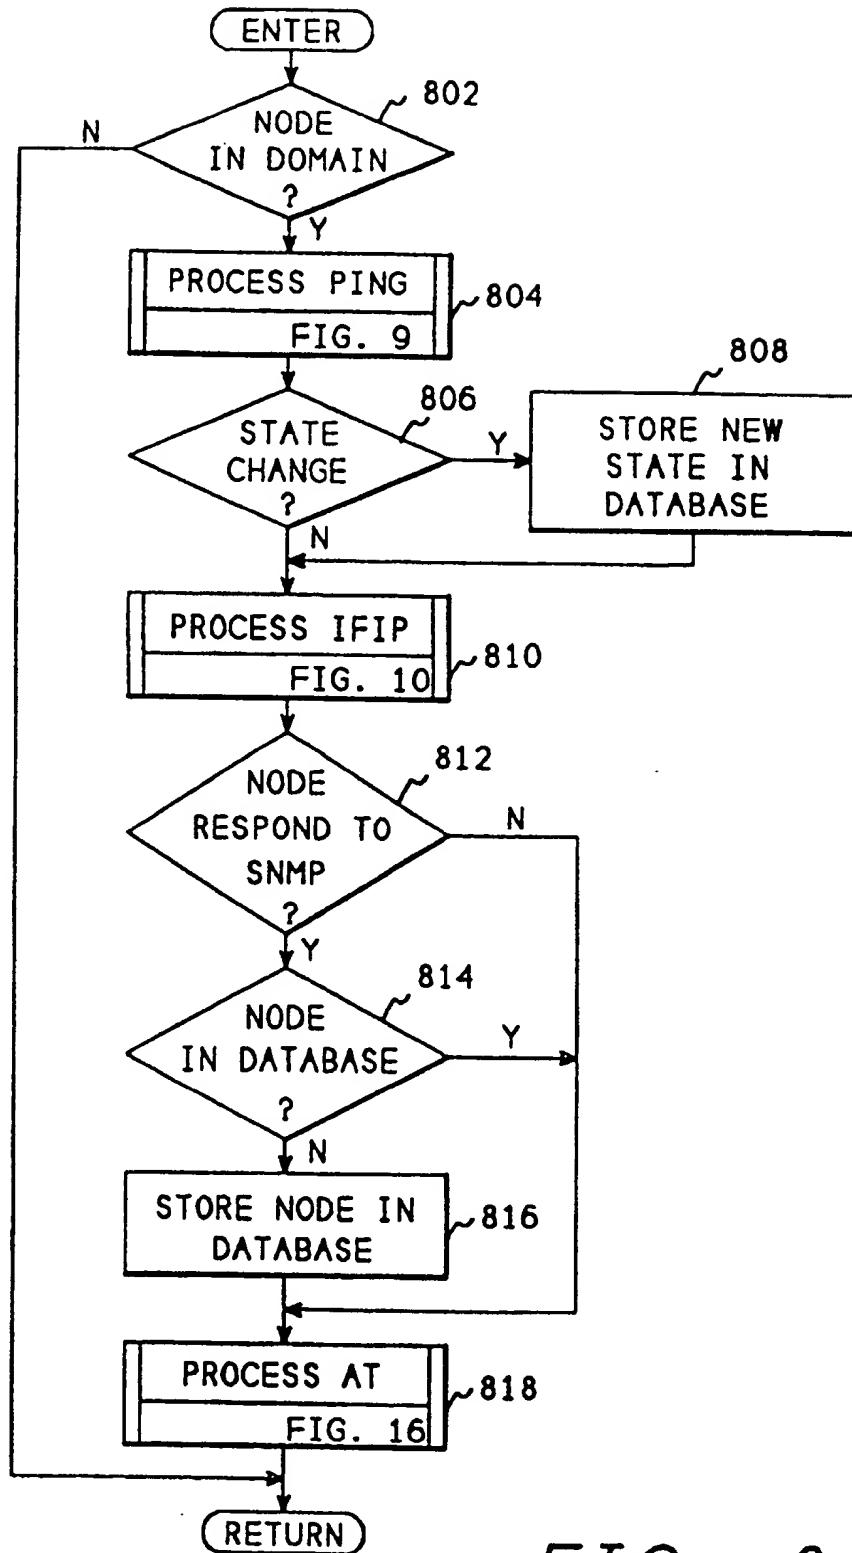 ENTER
802
NODE
IN DOMAIN
?
N
Y
PROCESS PING
FIG. 9
804
806
STATE
CHANGE
?
Y
N
808
STORE NEW
STATE IN
DATABASE
PROCESS IFIP
FIG. 10
810
812
NODE
RESPOND TO
SNMP
?
N
Y
814
NODE
IN DATABASE
?
Y
N
STORE NODE IN
DATABASE
816
PROCESS AT
FIG. 16
818
RETURN